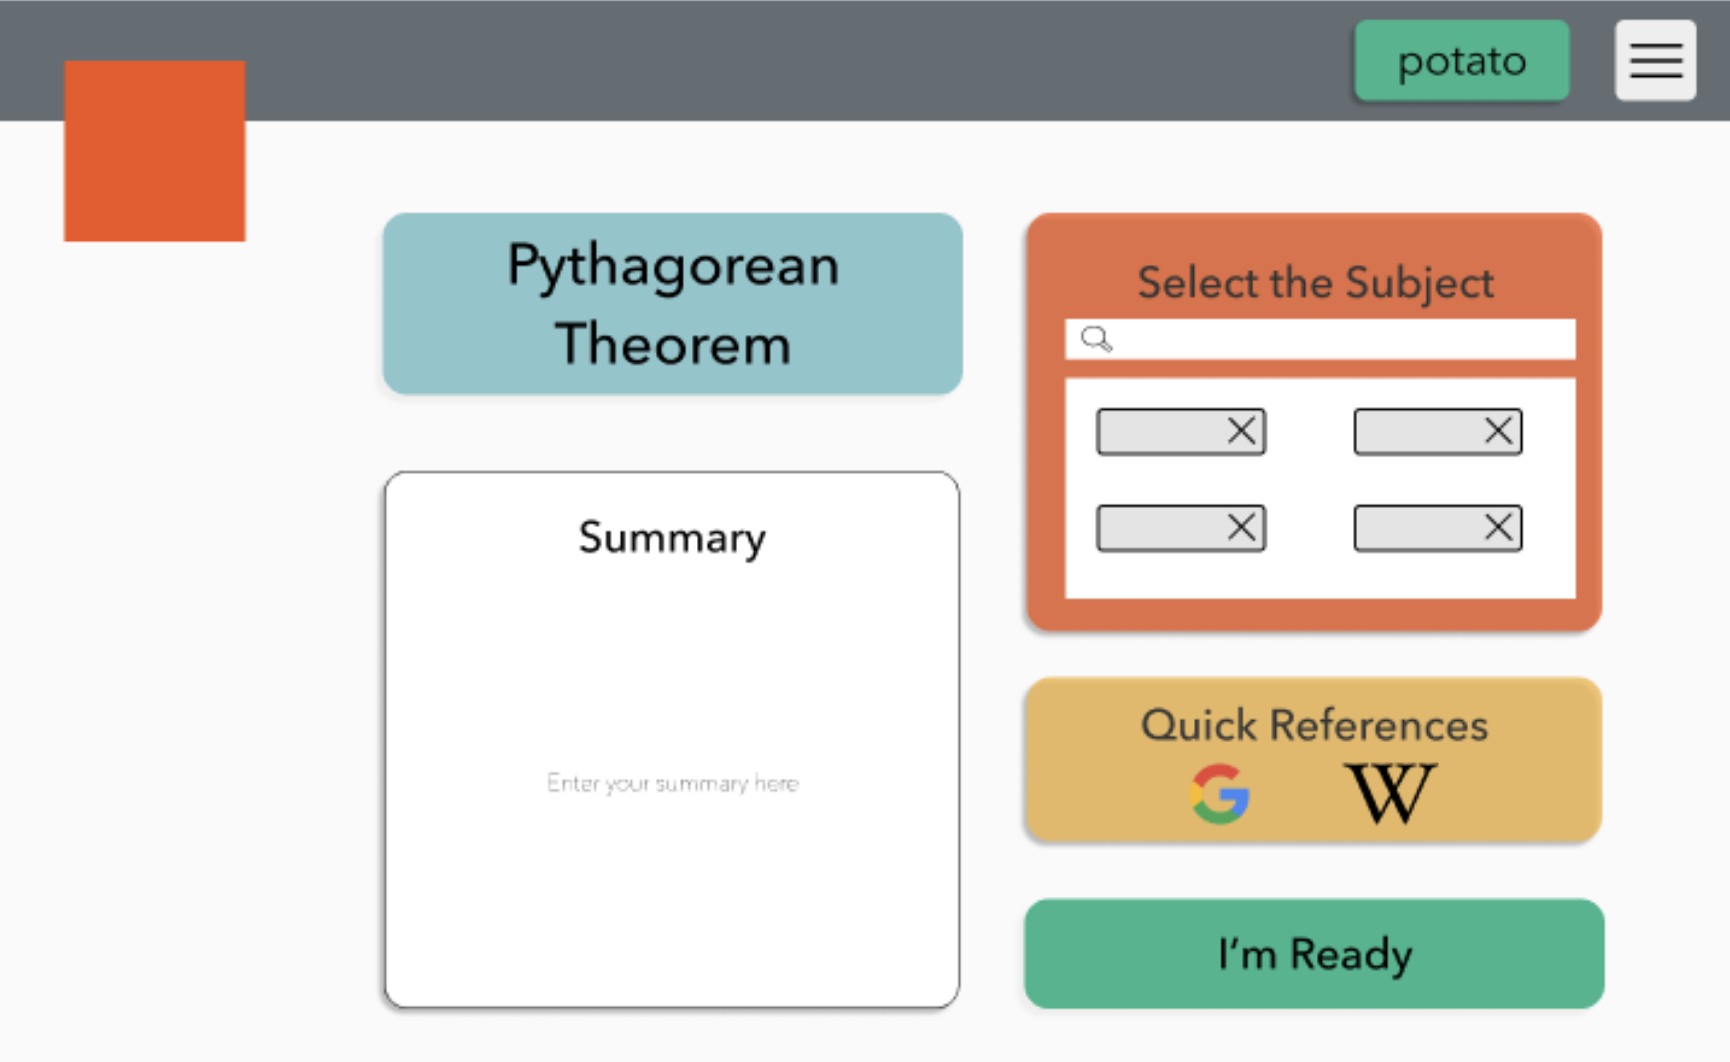 potato
Pythagorean
Theorem
Select the Subject
Summary
Enter your summary here
Quick References
G W
I’m Ready